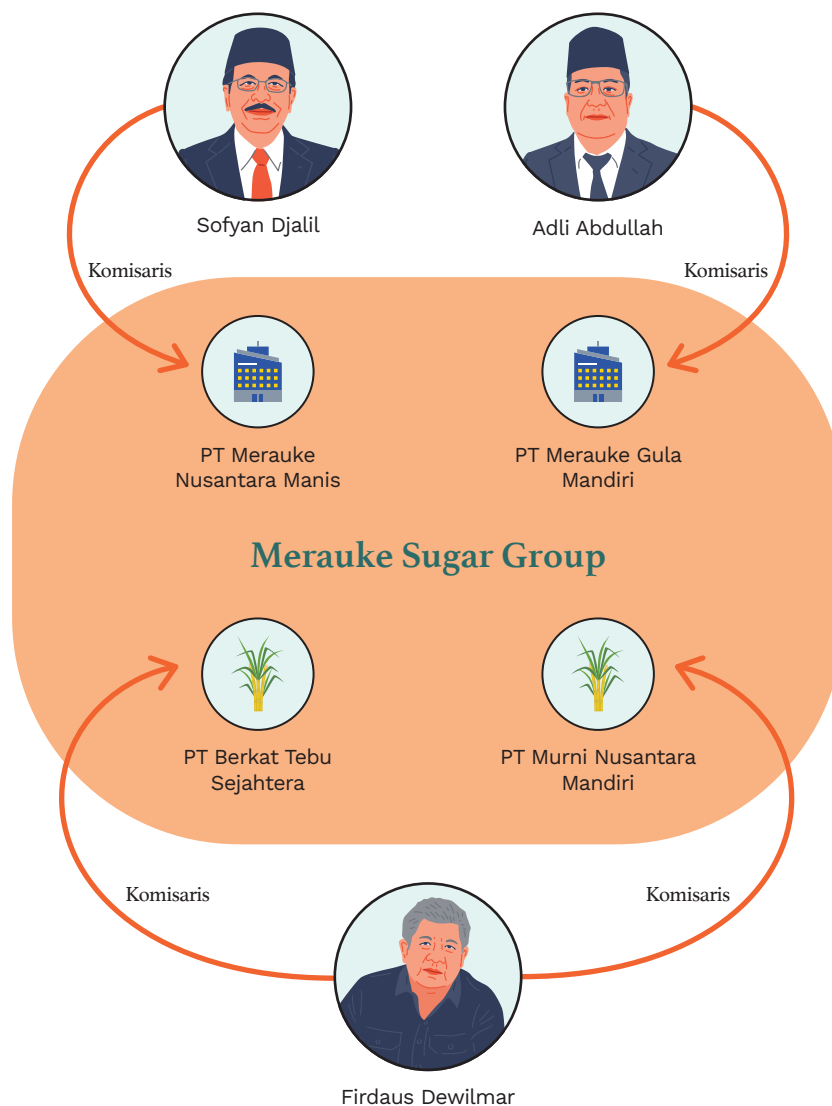 Sofyan Djalil
Adli Abdullah
Komisaris
Komisaris
PT Merauke
Nusantara Manis
PT Merauke Gula
Mandiri
Merauke Sugar Group
PT Berkat Tebu
Sejahtera
PT Murni Nusantara
Mandiri
Komisaris
Komisaris
Firdaus Dewilmar